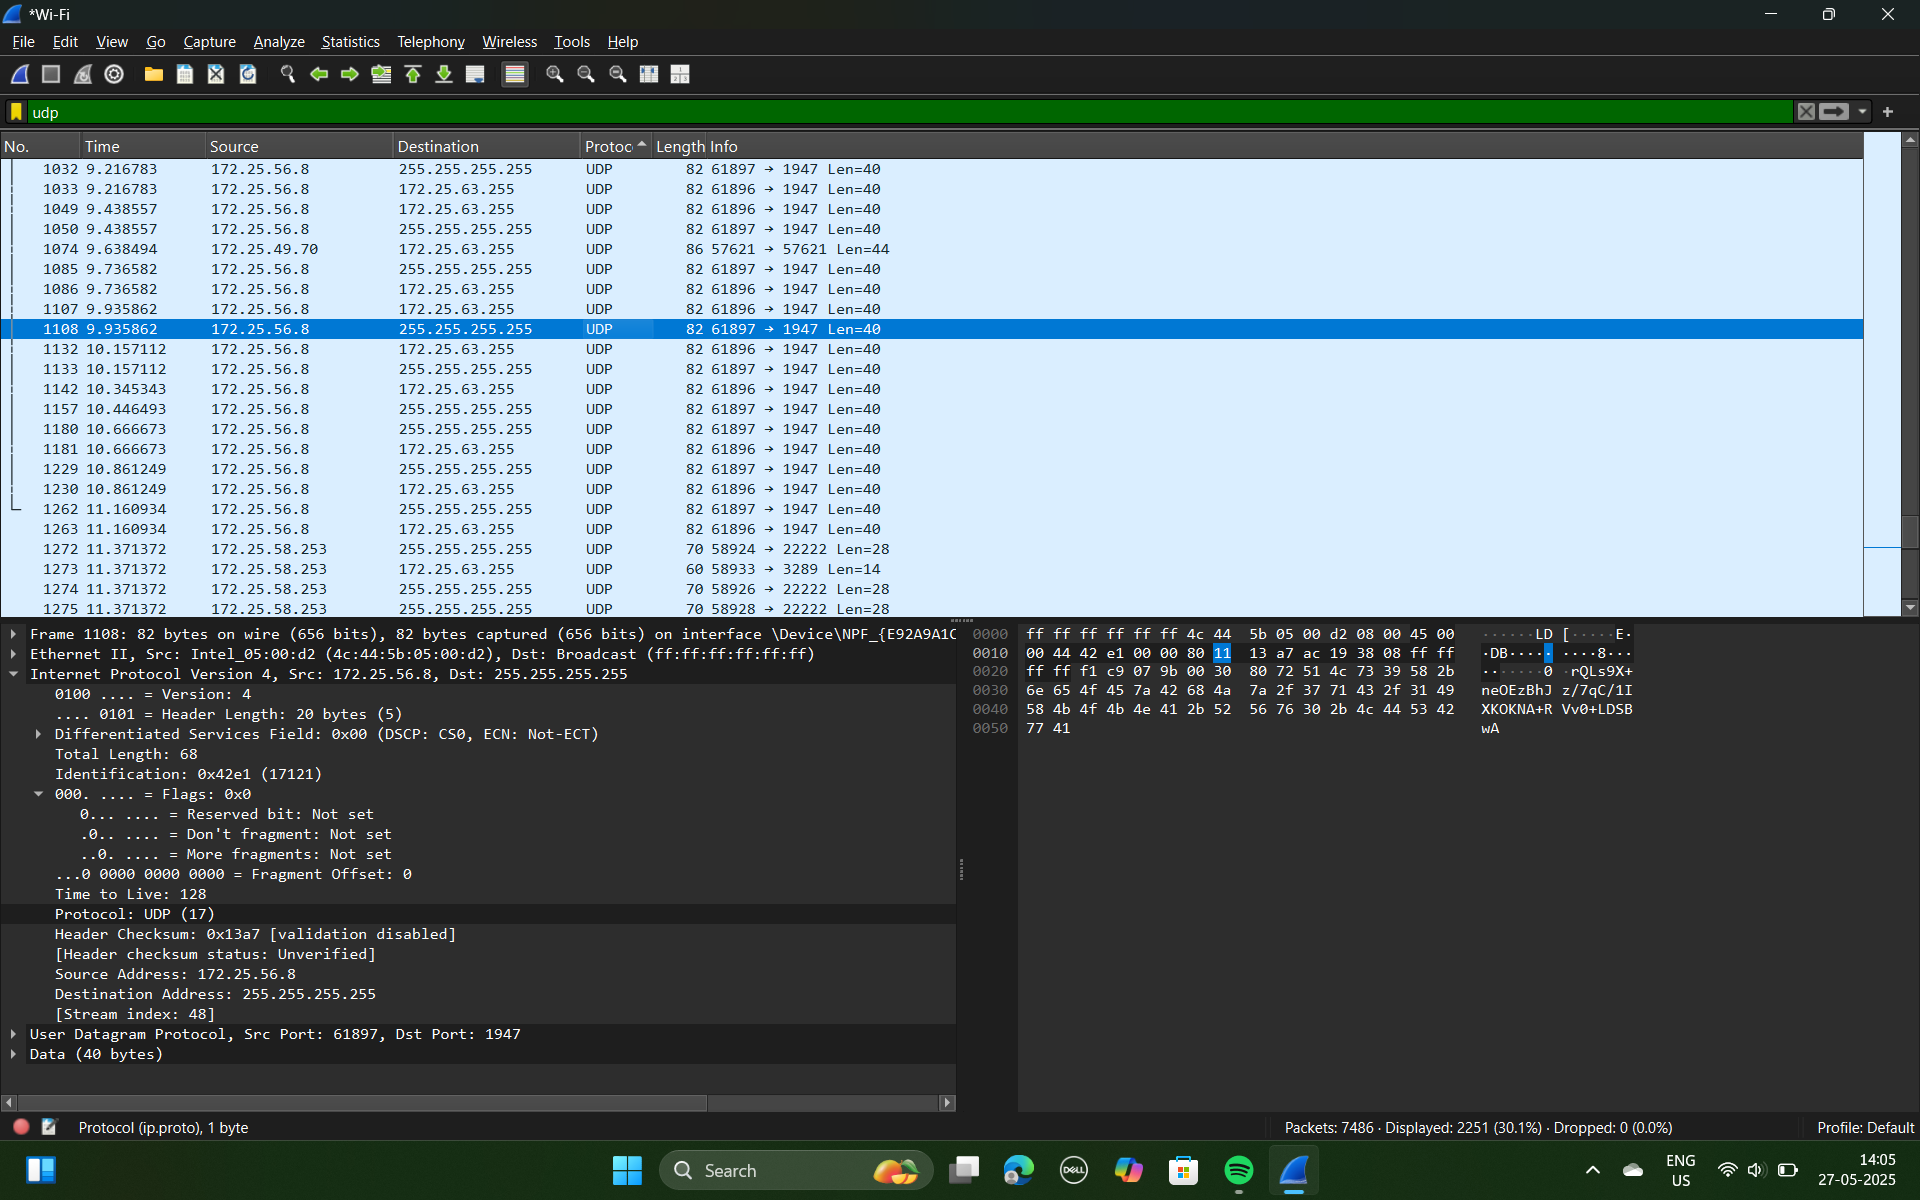 *Wi-Fi
File Edit View Go Capture Analyze Statistics Telephony Wireless Tools Help
udp
No. Time Source Destination Protoc Length Info
1032 9.216783 172.25.56.8 255.255.255.255 UDP 82 61897 → 1947 Len=40
1033 9.216783 172.25.56.8 172.25.63.255 UDP 82 61896 → 1947 Len=40
1049 9.438557 172.25.56.8 172.25.63.255 UDP 82 61896 → 1947 Len=40
1050 9.438557 172.25.56.8 255.255.255.255 UDP 82 61897 → 1947 Len=40
1074 9.638494 172.25.49.70 172.25.63.255 UDP 86 57621 → 57621 Len=44
1085 9.736582 172.25.56.8 255.255.255.255 UDP 82 61897 → 1947 Len=40
1086 9.736582 172.25.56.8 172.25.63.255 UDP 82 61896 → 1947 Len=40
1107 9.935862 172.25.56.8 172.25.63.255 UDP 82 61896 → 1947 Len=40
1108 9.935862 172.25.56.8 255.255.255.255 UDP 82 61897 → 1947 Len=40
1132 10.157112 172.25.56.8 172.25.63.255 UDP 82 61896 → 1947 Len=40
1133 10.157112 172.25.56.8 255.255.255.255 UDP 82 61897 → 1947 Len=40
1142 10.345343 172.25.56.8 172.25.63.255 UDP 82 61896 → 1947 Len=40
1157 10.446493 172.25.56.8 255.255.255.255 UDP 82 61897 → 1947 Len=40
1180 10.666673 172.25.56.8 255.255.255.255 UDP 82 61897 → 1947 Len=40
1181 10.666673 172.25.56.8 172.25.63.255 UDP 82 61896 → 1947 Len=40
1229 10.861249 172.25.56.8 255.255.255.255 UDP 82 61897 → 1947 Len=40
1230 10.861249 172.25.56.8 172.25.63.255 UDP 82 61896 → 1947 Len=40
1262 11.160934 172.25.56.8 255.255.255.255 UDP 82 61897 → 1947 Len=40
1263 11.160934 172.25.56.8 172.25.63.255 UDP 82 61896 → 1947 Len=40
1272 11.371372 172.25.58.253 255.255.255.255 UDP 70 58924 → 22222 Len=28
1273 11.371372 172.25.58.253 172.25.63.255 UDP 60 58933 → 3289 Len=14
1274 11.371372 172.25.58.253 255.255.255.255 UDP 70 58926 → 22222 Len=28
1275 11.371372 172.25.58.253 255.255.255.255 UDP 70 58928 → 22222 Len=28
Frame 1108: 82 bytes on wire (656 bits), 82 bytes captured (656 bits) on interface \Device\NPF_{E92A9A1C
Ethernet II, Src: Intel_05:00:d2 (4c:44:5b:05:00:d2), Dst: Broadcast (ff:ff:ff:ff:ff:ff)
Internet Protocol Version 4, Src: 172.25.56.8, Dst: 255.255.255.255
0100 .... = Version: 4
.... 0101 = Header Length: 20 bytes (5)
Differentiated Services Field: 0x00 (DSCP: CS0, ECN: Not-ECT)
Total Length: 68
Identification: 0x42e1 (17121)
000. .... = Flags: 0x0
0... .... = Reserved bit: Not set
.0.. .... = Don't fragment: Not set
..0. .... = More fragments: Not set
...0 0000 0000 0000 = Fragment Offset: 0
Time to Live: 128
Protocol: UDP (17)
Header Checksum: 0x13a7 [validation disabled]
[Header checksum status: Unverified]
Source Address: 172.25.56.8
Destination Address: 255.255.255.255
[Stream index: 48]
User Datagram Protocol, Src Port: 61897, Dst Port: 1947
Data (40 bytes)
0000 ff ff ff ff ff ff 4c 44 5b 05 00 d2 08 00 45 00 ······LD [·····E·
0010 00 44 42 e1 00 00 80 11 13 a7 ac 19 38 08 ff ff ·DB····· ····8···
0020 ff ff f1 c9 07 9b 00 30 80 72 51 4c 73 39 58 2b ·······0 ·rQLs9X+
0030 6e 65 4f 45 7a 42 68 4a 7a 2f 37 71 43 2f 31 49 neOEzBhJ z/7qC/1I
0040 58 4b 4f 4b 4e 41 2b 52 56 76 30 2b 4c 44 53 42 XKOKNA+R Vv0+LDSB
0050 77 41 wA
Protocol (ip.proto), 1 byte
Packets: 7486 · Displayed: 2251 (30.1%) · Dropped: 0 (0.0%)
Profile: Default
Search
DELL
ENG
US
14:05
27-05-2025